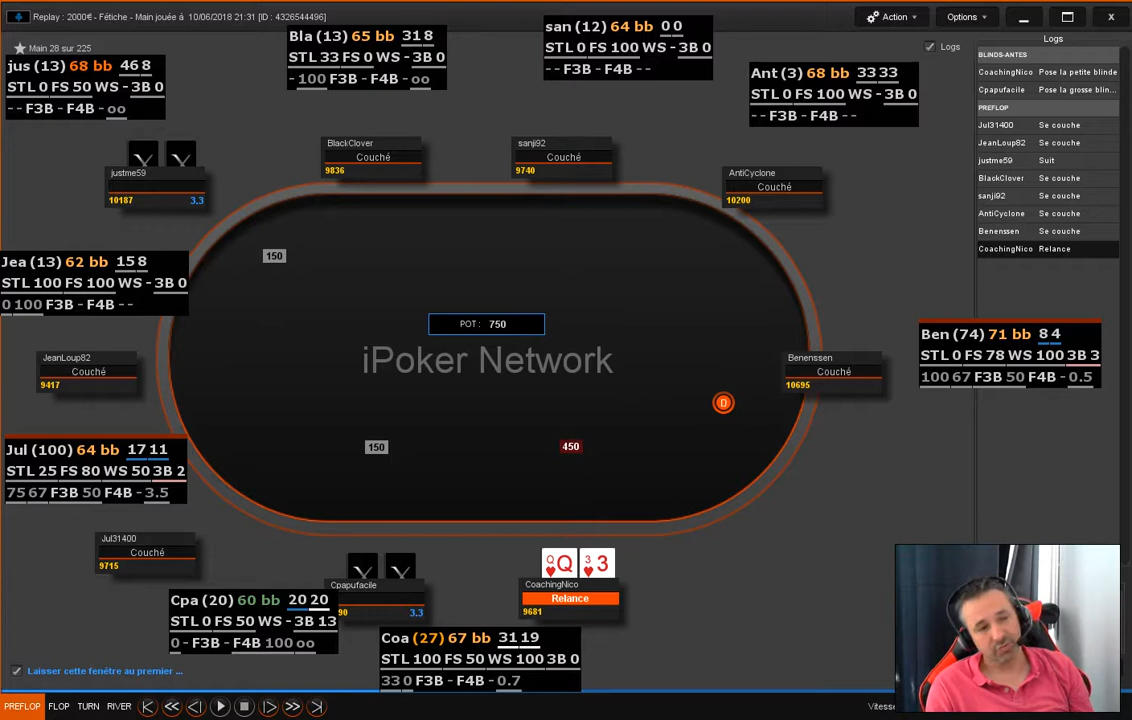 Replay : 2000€ - Fétiche - Main jouée à 10/06/2018 21:31 [ID : 4326544496]
Action
Options
X
Main 28 sur 225
Logs
Logs
jus (13) 68 bb 46 8
STL 0 FS 50 WS - 3B 0
- - F3B - F4B - oo
Bla (13) 65 bb 31 8
STL 33 FS 0 WS - 3B 0
- 100 F3B - F4B - oo
san (12) 64 bb 0 0
STL 0 FS 100 WS - 3B 0
- - F3B - F4B - -
Ant (3) 68 bb 33 33
STL 0 FS 100 WS - 3B 0
- - F3B - F4B - -
BLINDS-ANTES
CoachingNico Pose la petite blinde
Cpapufacile Pose la grosse blin...
PREFLOP
Jul31400 Se couche
JeanLoup82 Se couche
justme59 Suit
BlackClover Se couche
sanji92 Se couche
AntiCyclone Se couche
Benenssen Se couche
CoachingNico Relance
justme59
10187 3.3
BlackClover
Couché
9836
sanji92
Couché
9740
AntiCyclone
Couché
10200
150
Jea (13) 62 bb 15 8
STL 100 FS 100 WS - 3B 0
0 100 F3B - F4B - -
POT : 750
iPoker Network
JeanLoup82
Couché
9417
Benenssen
Couché
10695
Ben (74) 71 bb 8 4
STL 0 FS 78 WS 100 3B 3
100 67 F3B 50 F4B - 0.5
D
150
450
Jul (100) 64 bb 17 11
STL 25 FS 80 WS 50 3B 2
75 67 F3B 50 F4B - 3.5
Jul31400
Couché
9715
Q Q 3 3
Cpapufacile
90 3.3
CoachingNico
Relance
9681
Cpa (20) 60 bb 20 20
STL 0 FS 50 WS - 3B 13
0 - F3B - F4B 100 oo
Coa (27) 67 bb 31 19
STL 100 FS 50 WS 100 3B 0
33 0 F3B - F4B - 0.7
Laisser cette fenêtre au premier ...
PREFLOP FLOP TURN RIVER